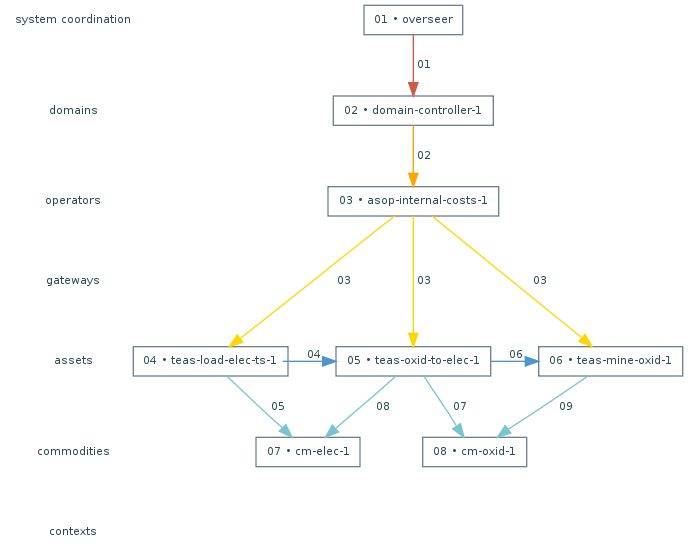 system coordination
01 • overseer
01
domains
02 • domain-controller-1
02
operators
03 • asop-internal-costs-1
gateways
03
03
03
assets
04 • teas-load-elec-ts-1
04
05 • teas-oxid-to-elec-1
06
06 • teas-mine-oxid-1
05
08
07
09
commodities
07 • cm-elec-1
08 • cm-oxid-1
contexts